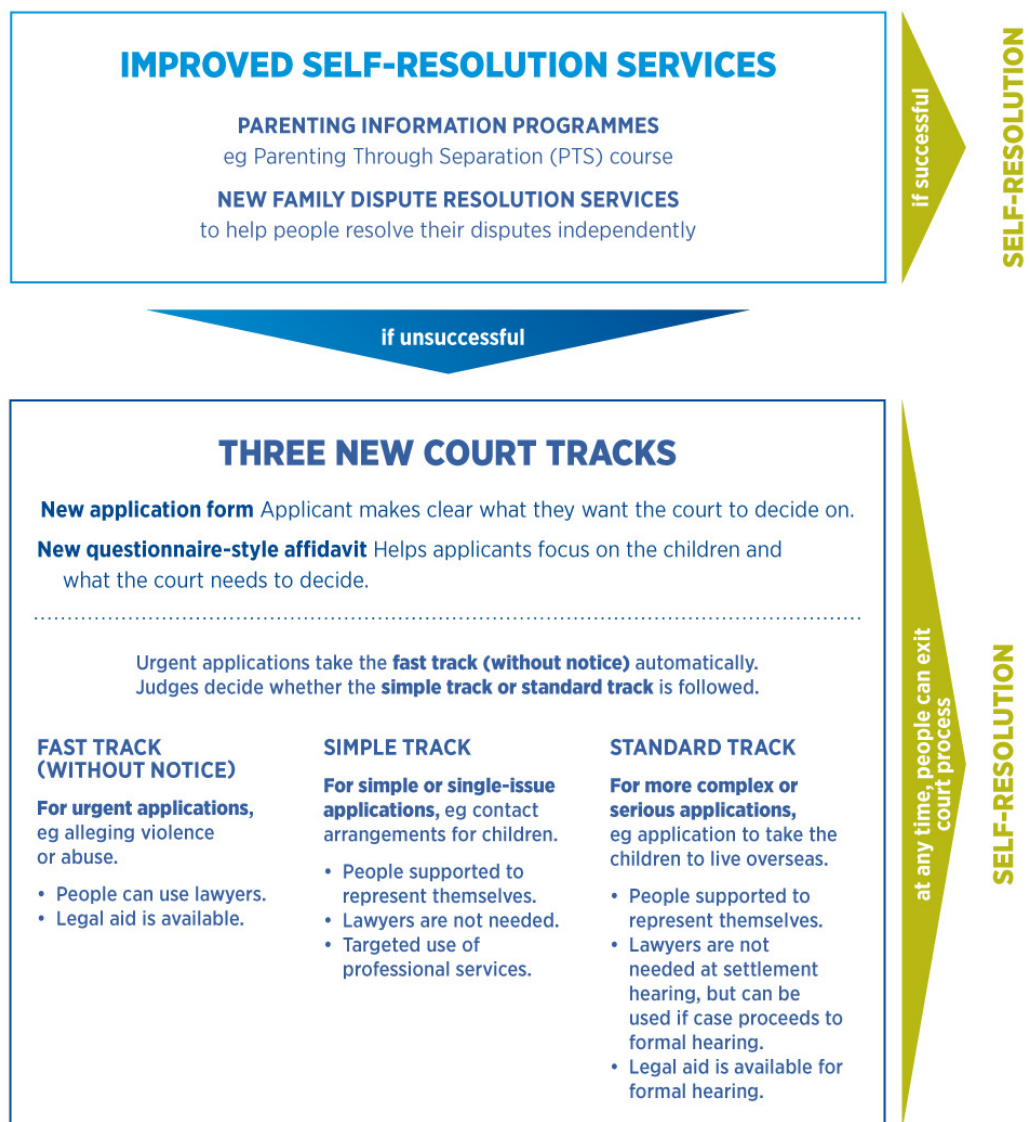 IMPROVED SELF-RESOLUTION SERVICES
PARENTING INFORMATION PROGRAMMES
eg Parenting Through Separation (PTS) course
NEW FAMILY DISPUTE RESOLUTION SERVICES
to help people resolve their disputes independently
if successful
SELF-RESOLUTION
if unsuccessful
THREE NEW COURT TRACKS
New application form Applicant makes clear what they want the court to decide on.
New questionnaire-style affidavit Helps applicants focus on the children and
what the court needs to decide.
Urgent applications take the fast track (without notice) automatically.
Judges decide whether the simple track or standard track is followed.
FAST TRACK
(WITHOUT NOTICE)
For urgent applications,
eg alleging violence
or abuse.
• People can use lawyers.
• Legal aid is available.
SIMPLE TRACK
For simple or single-issue
applications, eg contact
arrangements for children.
• People supported to
represent themselves.
• Lawyers are not needed.
• Targeted use of
professional services.
STANDARD TRACK
For more complex or
serious applications,
eg application to take the
children to live overseas.
• People supported to
represent themselves.
• Lawyers are not
needed at settlement
hearing, but can be
used if case proceeds to
formal hearing.
• Legal aid is available for
formal hearing.
at any time, people can exit
court process
SELF-RESOLUTION